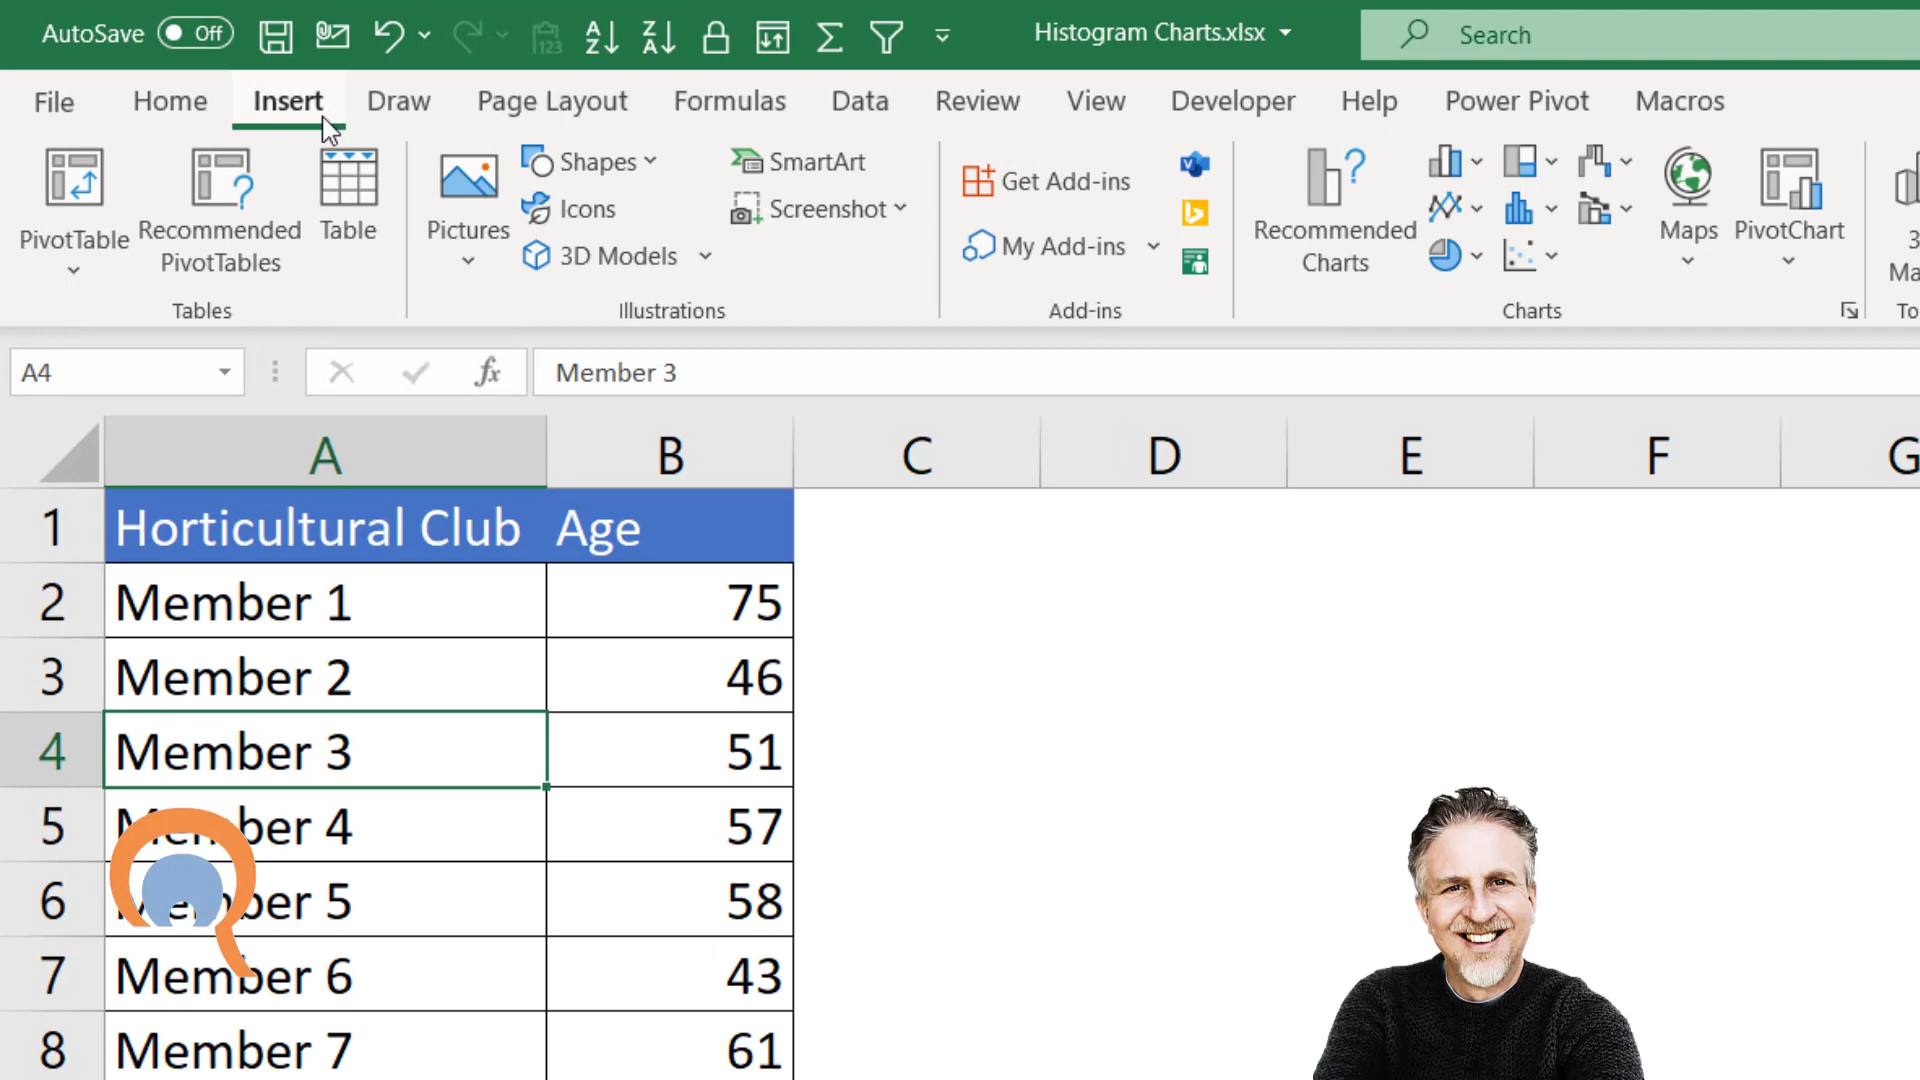 AutoSave Off Histogram Charts.xlsx Search
File Home Insert Draw Page Layout Formulas Data Review View Developer Help Power Pivot Macros
PivotTable
Recommended
PivotTables
Table
Tables
Pictures
Shapes
Icons
3D Models
SmartArt
Screenshot
Illustrations
Get Add-ins
My Add-ins
Add-ins
Recommended
Charts
Maps
PivotChart
Charts
A4 fx Member 3
A B C D E F G
1 Horticultural Club Age
2 Member 1 75
3 Member 2 46
4 Member 3 51
5 Member 4 57
6 Member 5 58
7 Member 6 43
8 Member 7 61